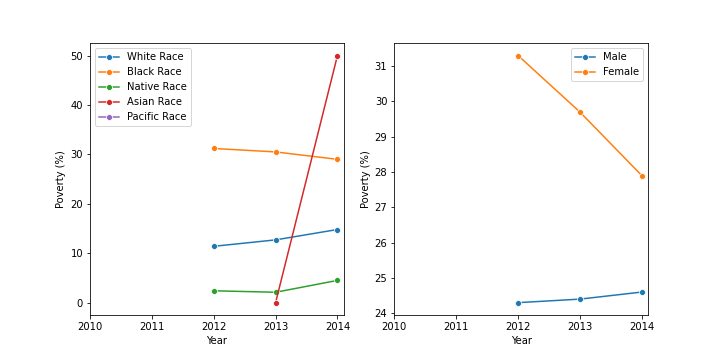 White Race
Black Race
Native Race
Asian Race
Pacific Race
50
40
30
20
10
0
Poverty (%)
2010 2011 2012 2013 2014
Year
Male
Female
31
30
29
28
27
26
25
24
Poverty (%)
2010 2011 2012 2013 2014
Year